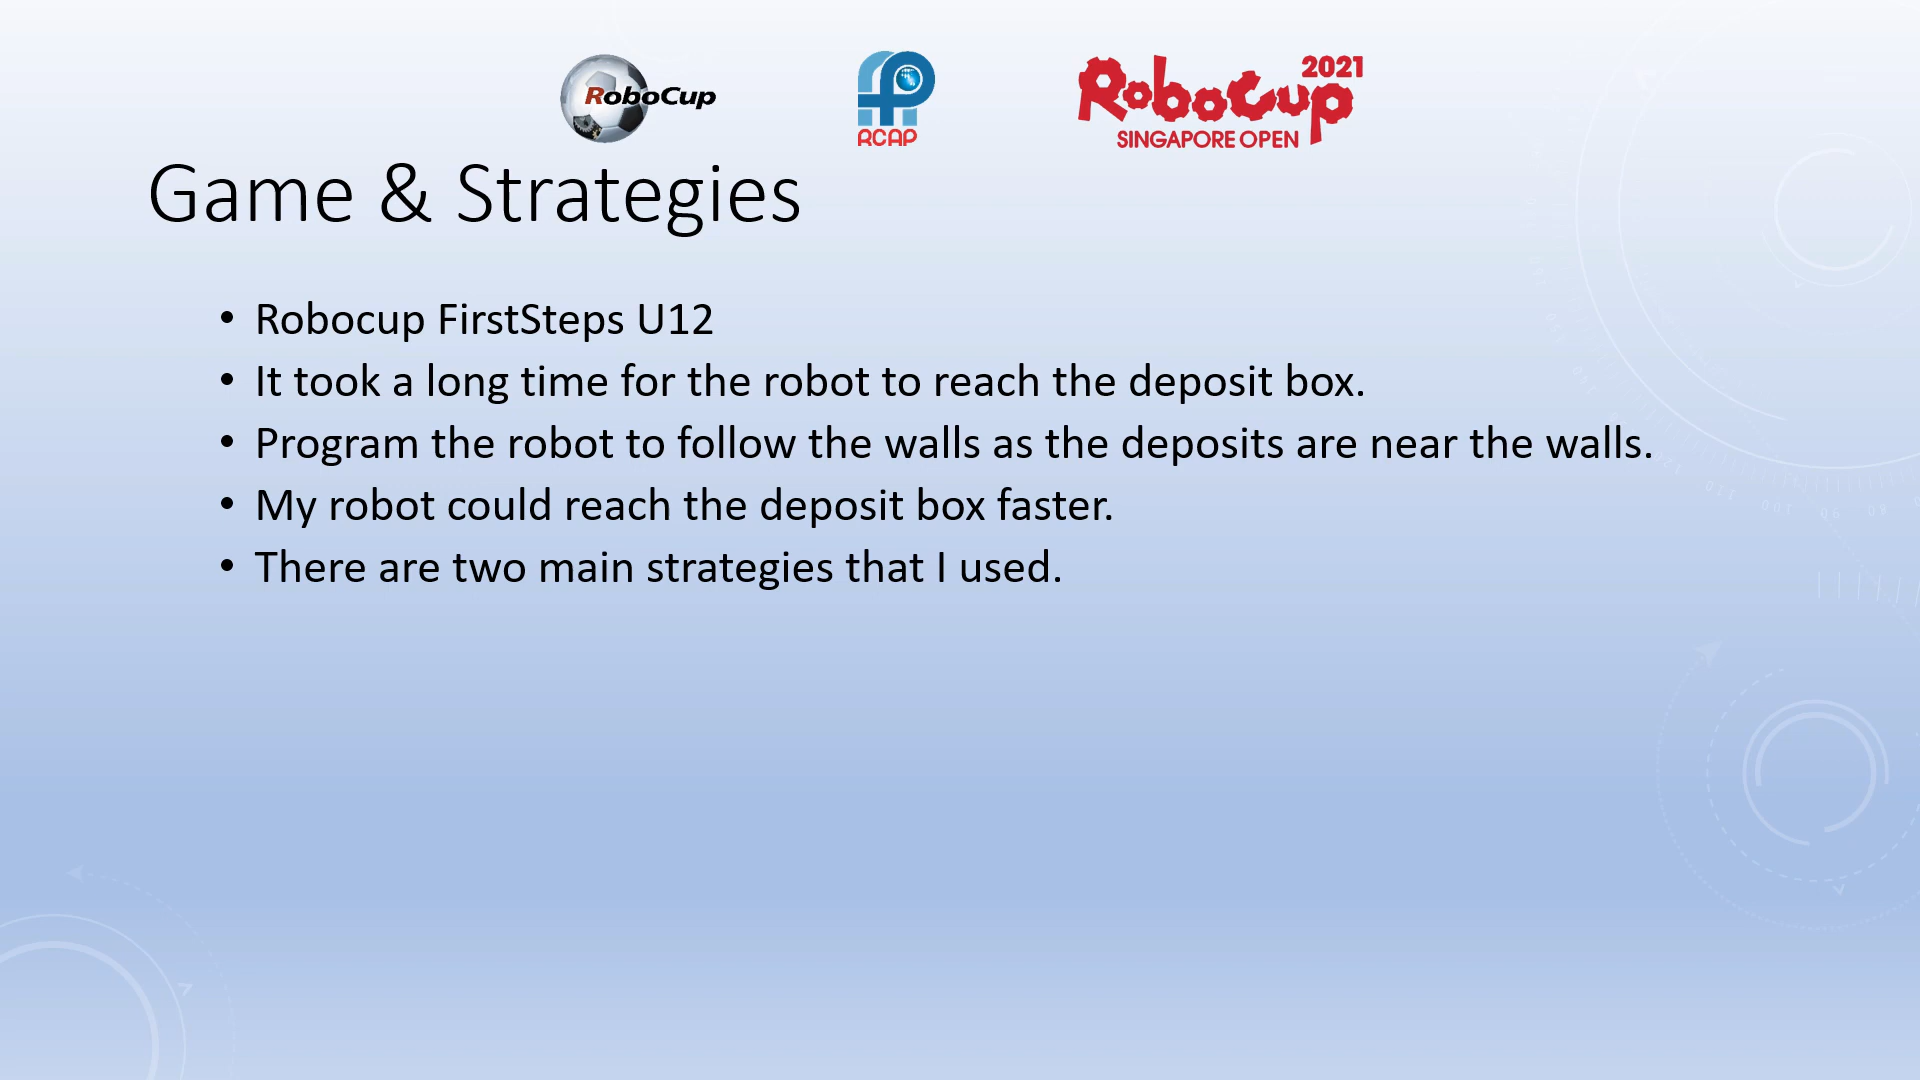 RoboCup
RCAP
2021
RoboCup
SINGAPORE OPEN
Game & Strategies
• Robocup FirstSteps U12
• It took a long time for the robot to reach the deposit box.
• Program the robot to follow the walls as the deposits are near the walls.
• My robot could reach the deposit box faster.
• There are two main strategies that I used.